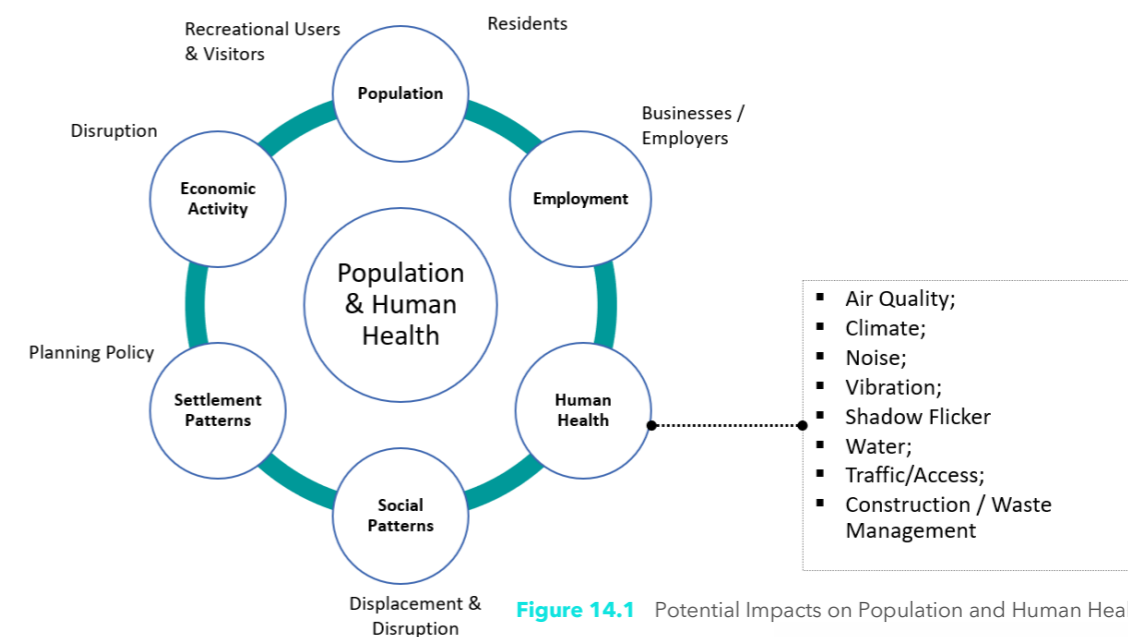 Recreational Users
& Visitors
Residents
Population
Businesses /
Employers
Disruption
Economic
Activity
Employment
Population
& Human
Health
▪ Air Quality;
▪ Climate;
▪ Noise;
▪ Vibration;
▪ Shadow Flicker
▪ Water;
▪ Traffic/Access;
▪ Construction / Waste
Management
Planning Policy
Settlement
Patterns
Human
Health
Social
Patterns
Displacement &
Disruption
Figure 14.1 Potential Impacts on Population and Human